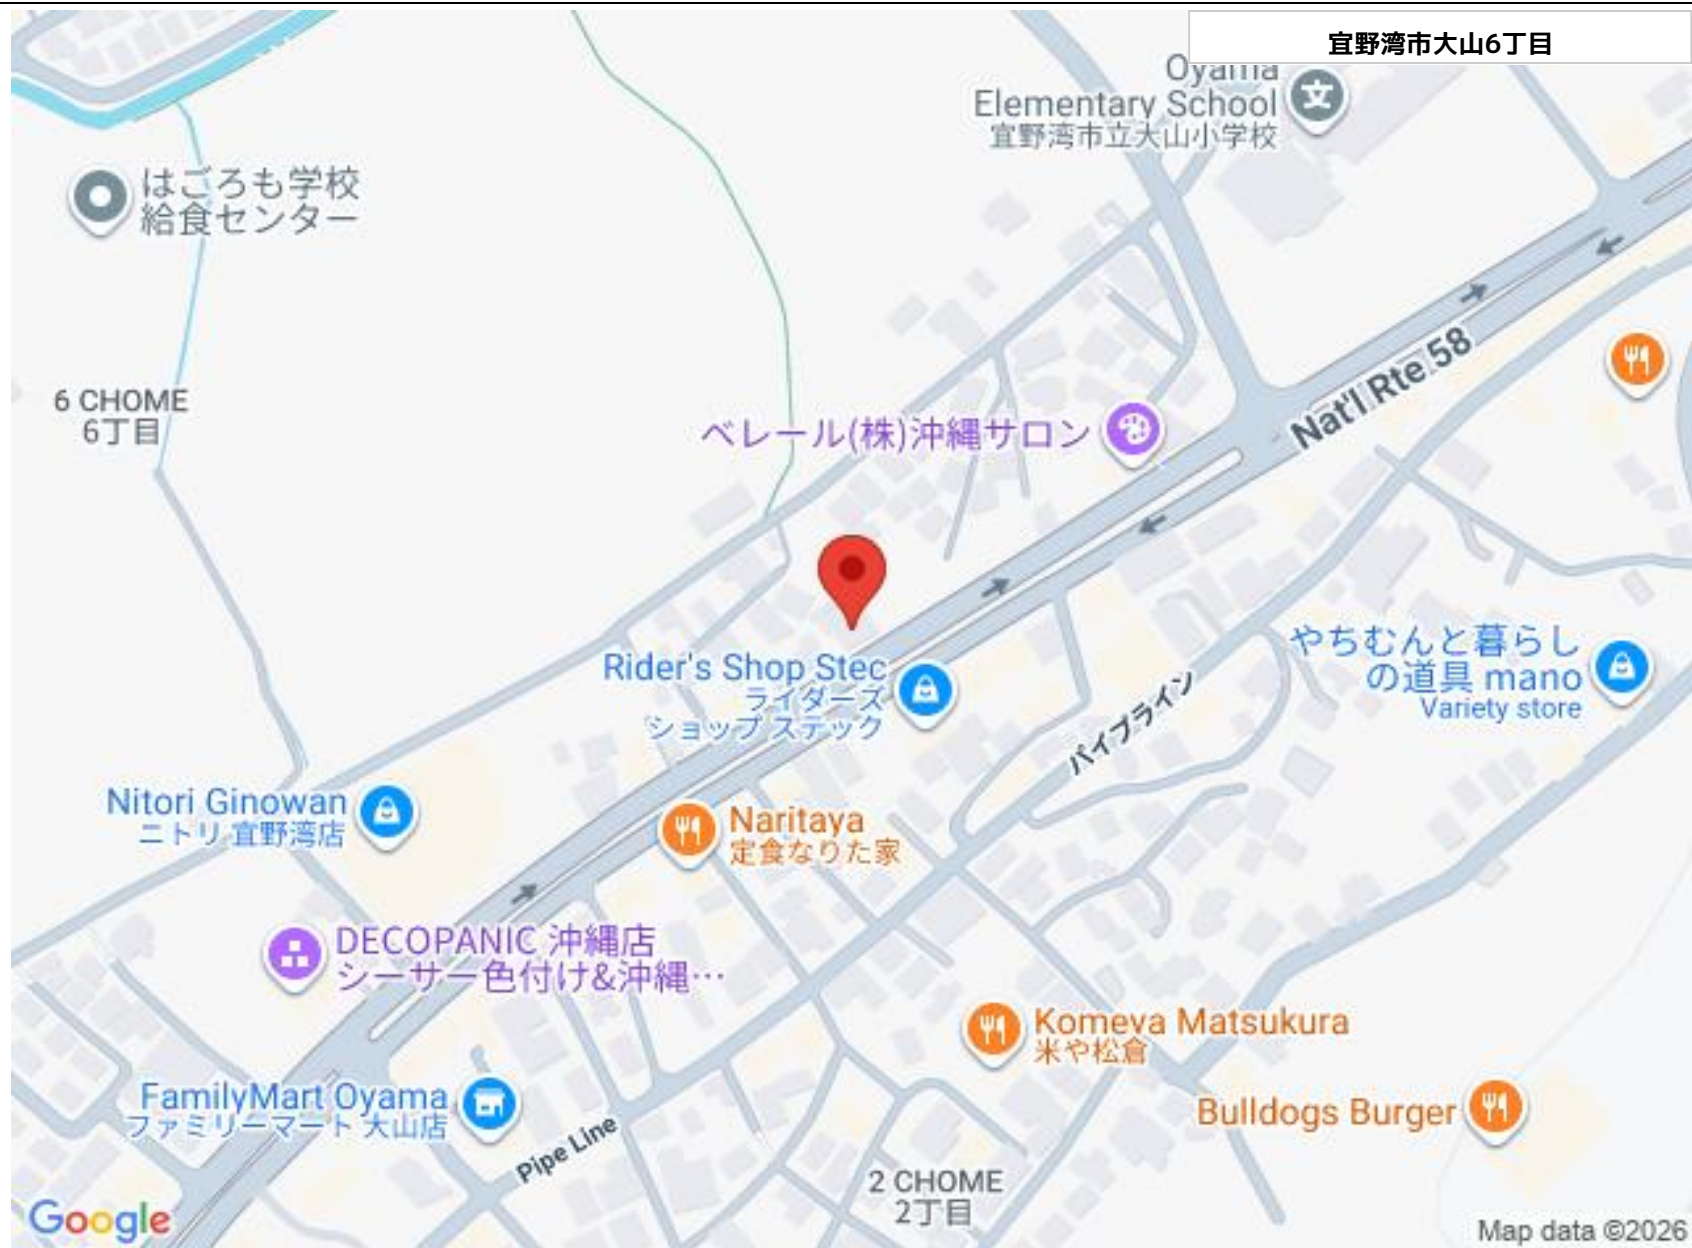 宜野湾市大山6丁目
Oyama
Elementary School
宜野湾市立大山小学校
はごろも学校
給食センター
6 CHOME
6丁目
Nat'l Rte 58
ベレール(株)沖縄サロン
Rider's Shop Stec
ライダーズ
ショップ ステック
やちむんと暮らし
の道具 mano
Variety store
パイプライン
Nitori Ginowan
ニトリ 宜野湾店
Naritaya
定食なりた家
DECOPANIC 沖縄店
シーサー色付け&沖縄…
Komeya Matsukura
米や松倉
FamilyMart Oyama
ファミリーマート 大山店
Bulldogs Burger
Pipe Line
2 CHOME
2丁目
Google
Map data ©2026